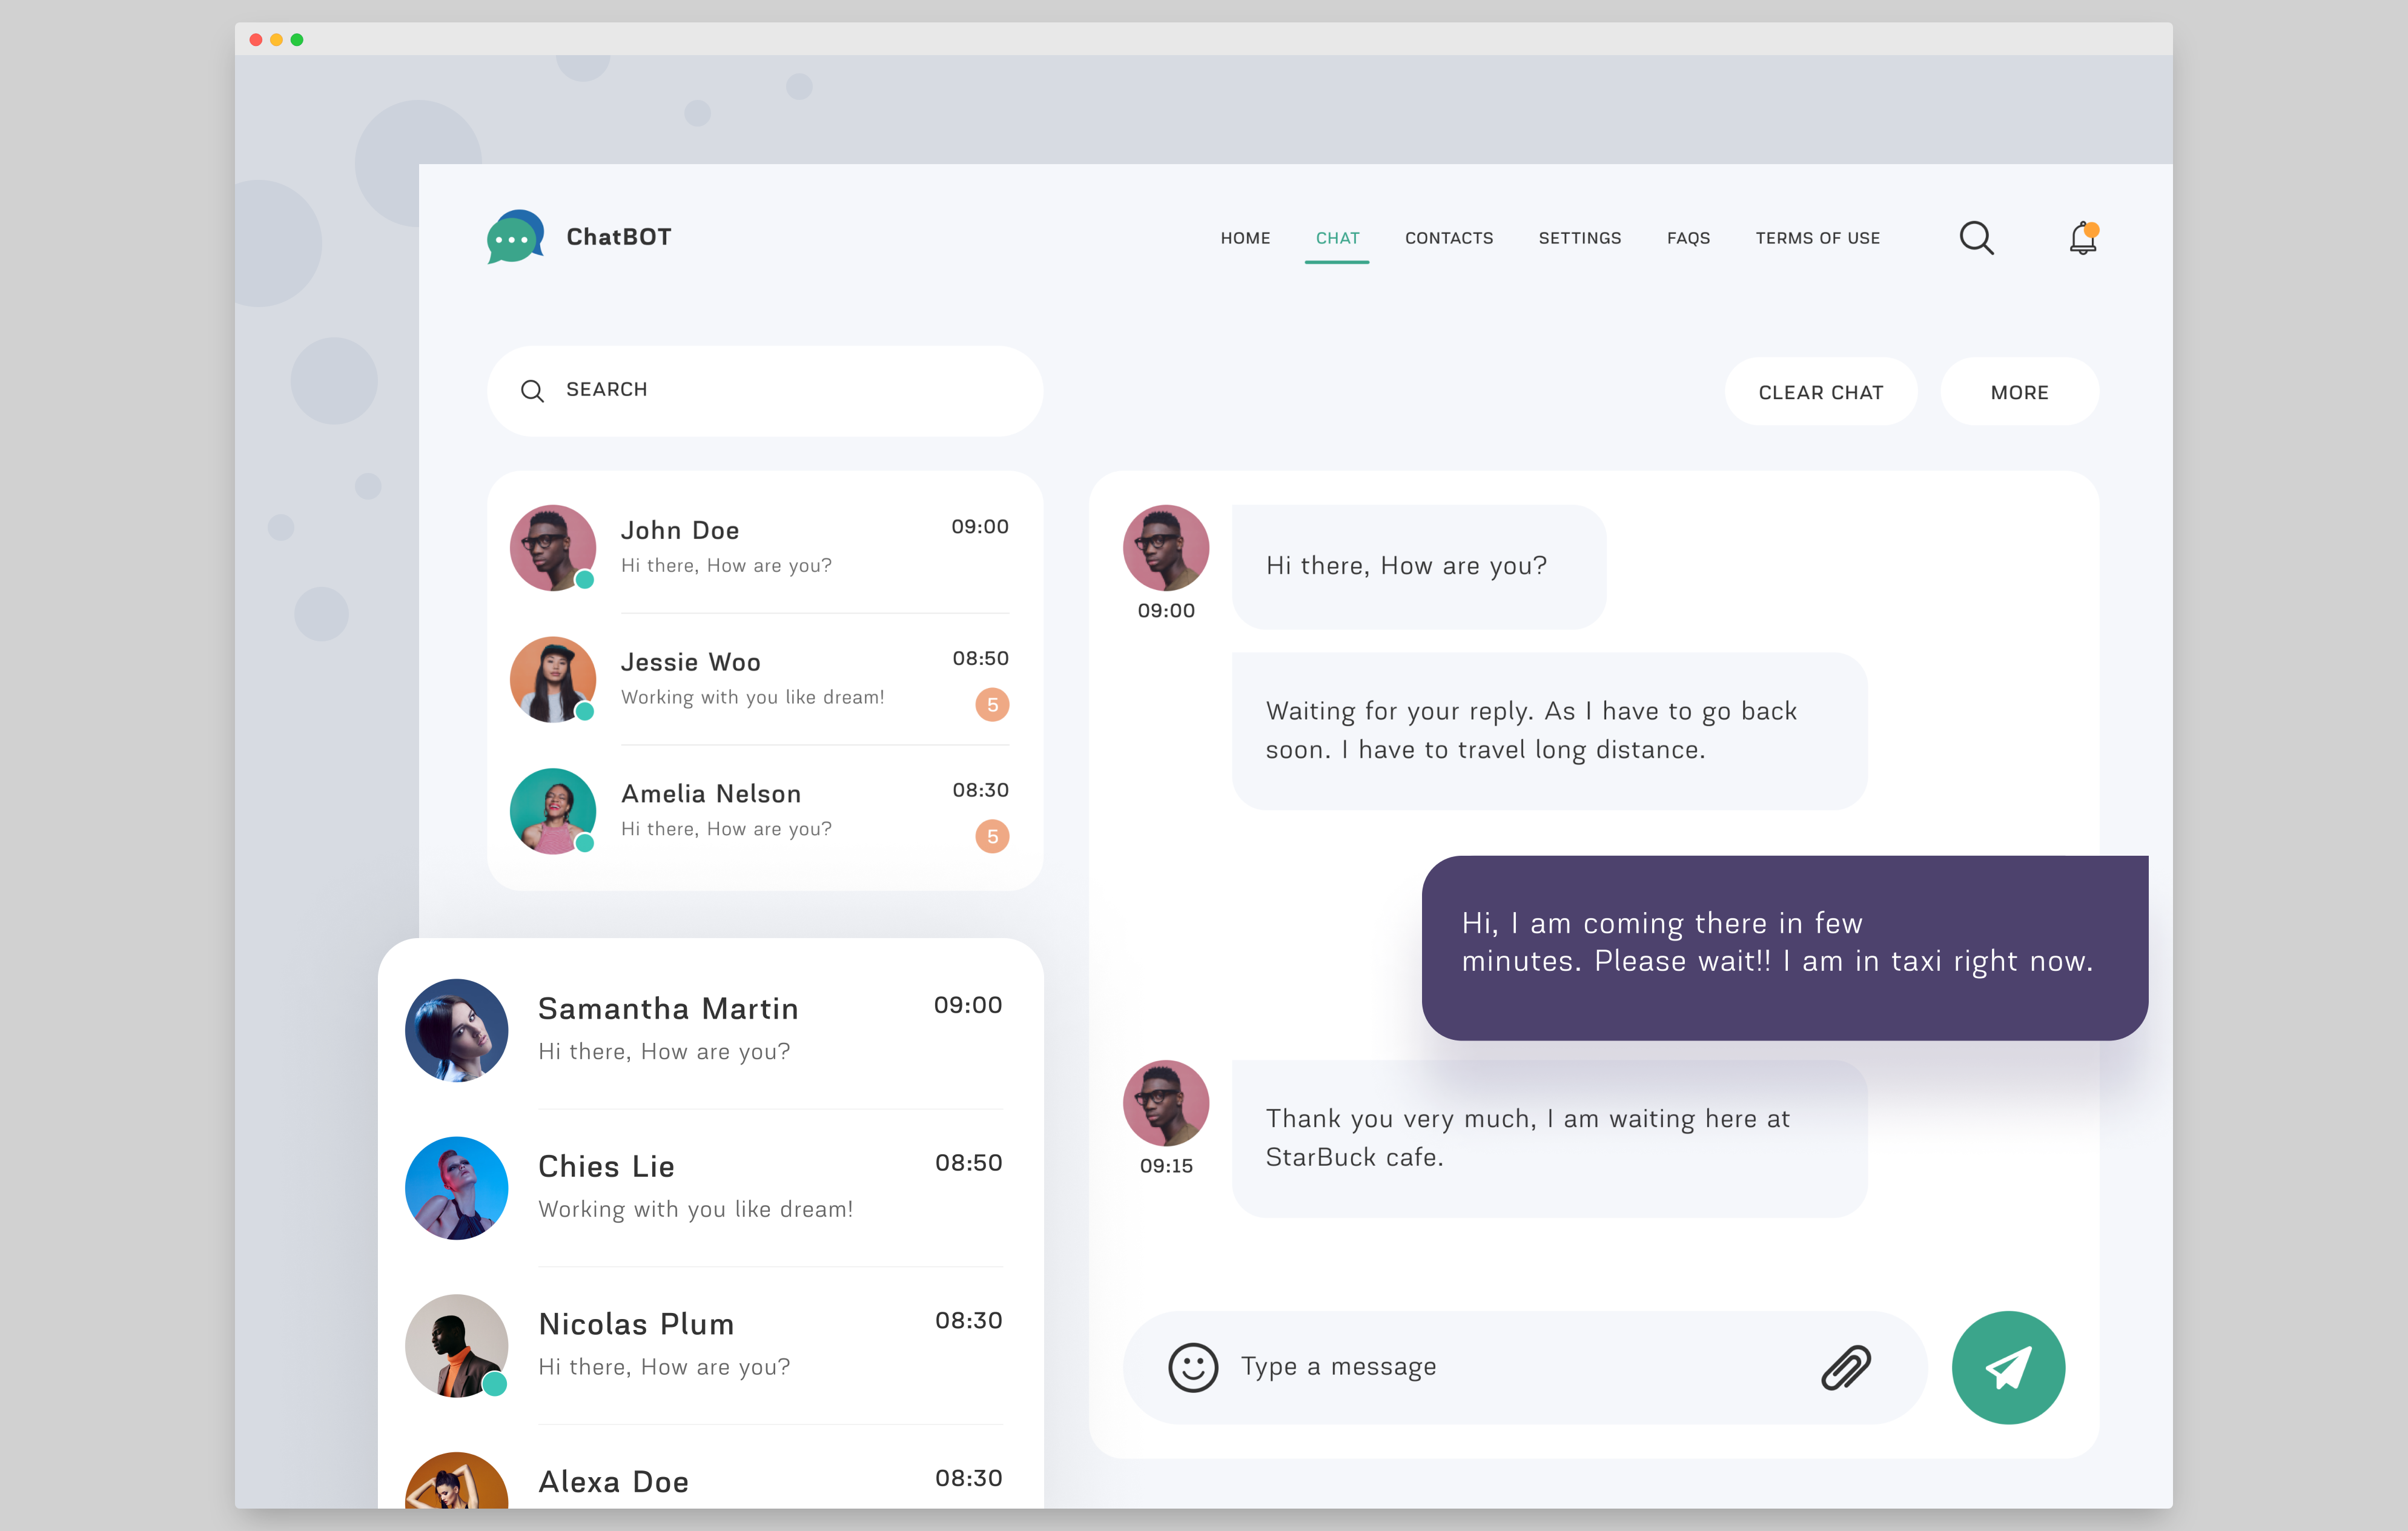 ChatBOT
HOME
CHAT
CONTACTS
SETTINGS
FAQS
TERMS OF USE
SEARCH
CLEAR CHAT
MORE
John Doe
09:00
Hi there, How are you?
Jessie Woo
08:50
Working with you like dream!
5
Amelia Nelson
08:30
Hi there, How are you?
5
Samantha Martin
09:00
Hi there, How are you?
Chies Lie
08:50
Working with you like dream!
Nicolas Plum
08:30
Hi there, How are you?
Alexa Doe
08:30
Hi there, How are you?
09:00
Waiting for your reply. As I have to go back
soon. I have to travel long distance.
Hi, I am coming there in few
minutes. Please wait!! I am in taxi right now.
Thank you very much, I am waiting here at
StarBuck cafe.
09:15
Type a message